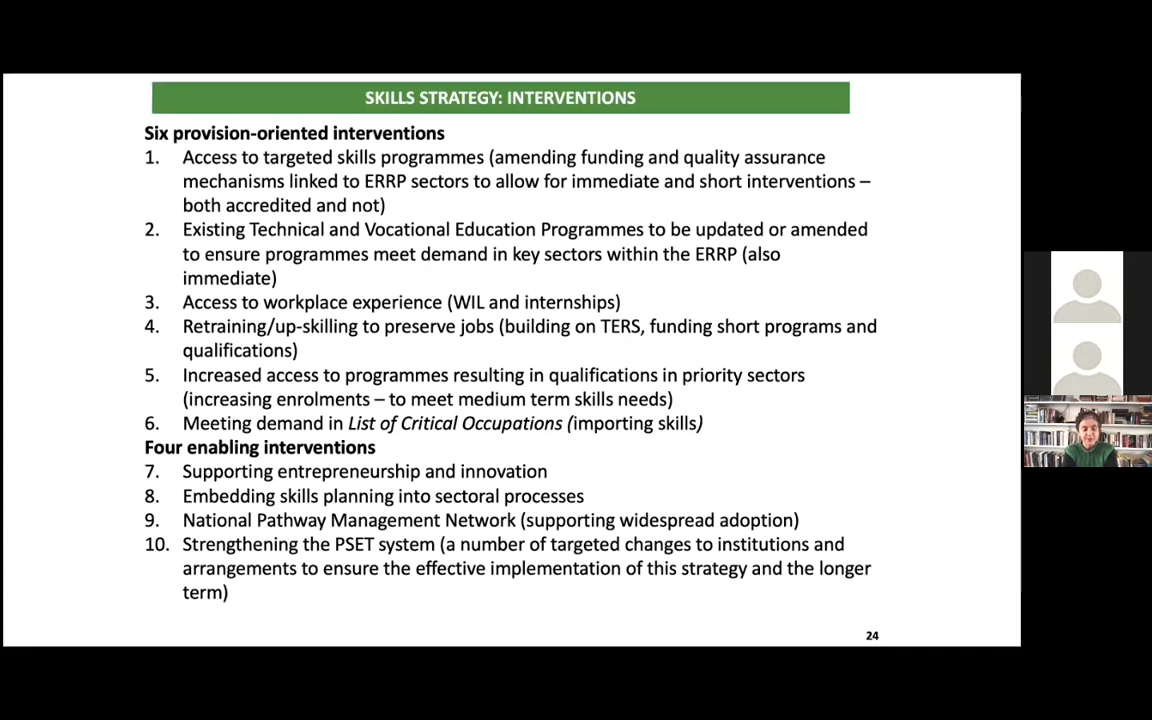 SKILLS STRATEGY: INTERVENTIONS
Six provision-oriented interventions
1. Access to targeted skills programmes (amending funding and quality assurance
mechanisms linked to ERRP sectors to allow for immediate and short interventions –
both accredited and not)
2. Existing Technical and Vocational Education Programmes to be updated or amended
to ensure programmes meet demand in key sectors within the ERRP (also
immediate)
3. Access to workplace experience (WIL and internships)
4. Retraining/up-skilling to preserve jobs (building on TERS, funding short programs and
qualifications)
5. Increased access to programmes resulting in qualifications in priority sectors
(increasing enrolments – to meet medium term skills needs)
6. Meeting demand in List of Critical Occupations (importing skills)
Four enabling interventions
7. Supporting entrepreneurship and innovation
8. Embedding skills planning into sectoral processes
9. National Pathway Management Network (supporting widespread adoption)
10. Strengthening the PSET system (a number of targeted changes to institutions and
arrangements to ensure the effective implementation of this strategy and the longer
term)
24